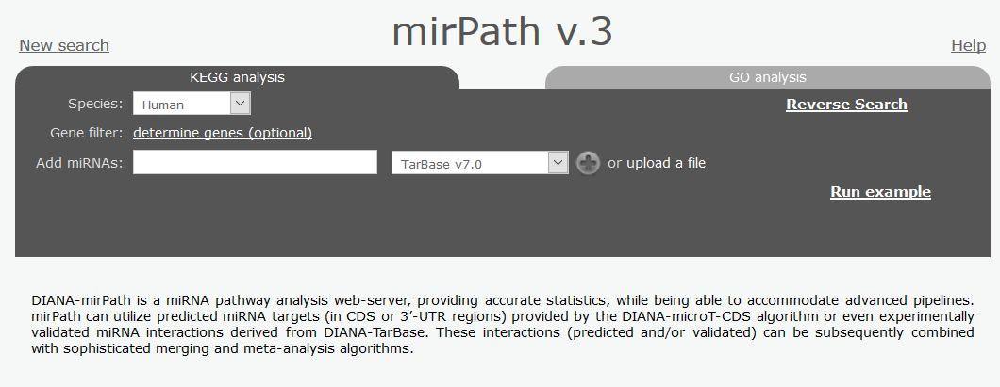 mirPath v.3
New search
Help
KEGG analysis
GO analysis
Species: Human
Reverse Search
Gene filter: determine genes (optional)
Add miRNAs: TarBase v7.0 or upload a file
Run example
DIANA-mirPath is a miRNA pathway analysis web-server, providing accurate statistics, while being able to accommodate advanced pipelines.
mirPath can utilize predicted miRNA targets (in CDS or 3’-UTR regions) provided by the DIANA-microT-CDS algorithm or even experimentally
validated miRNA interactions derived from DIANA-TarBase. These interactions (predicted and/or validated) can be subsequently combined
with sophisticated merging and meta-analysis algorithms.